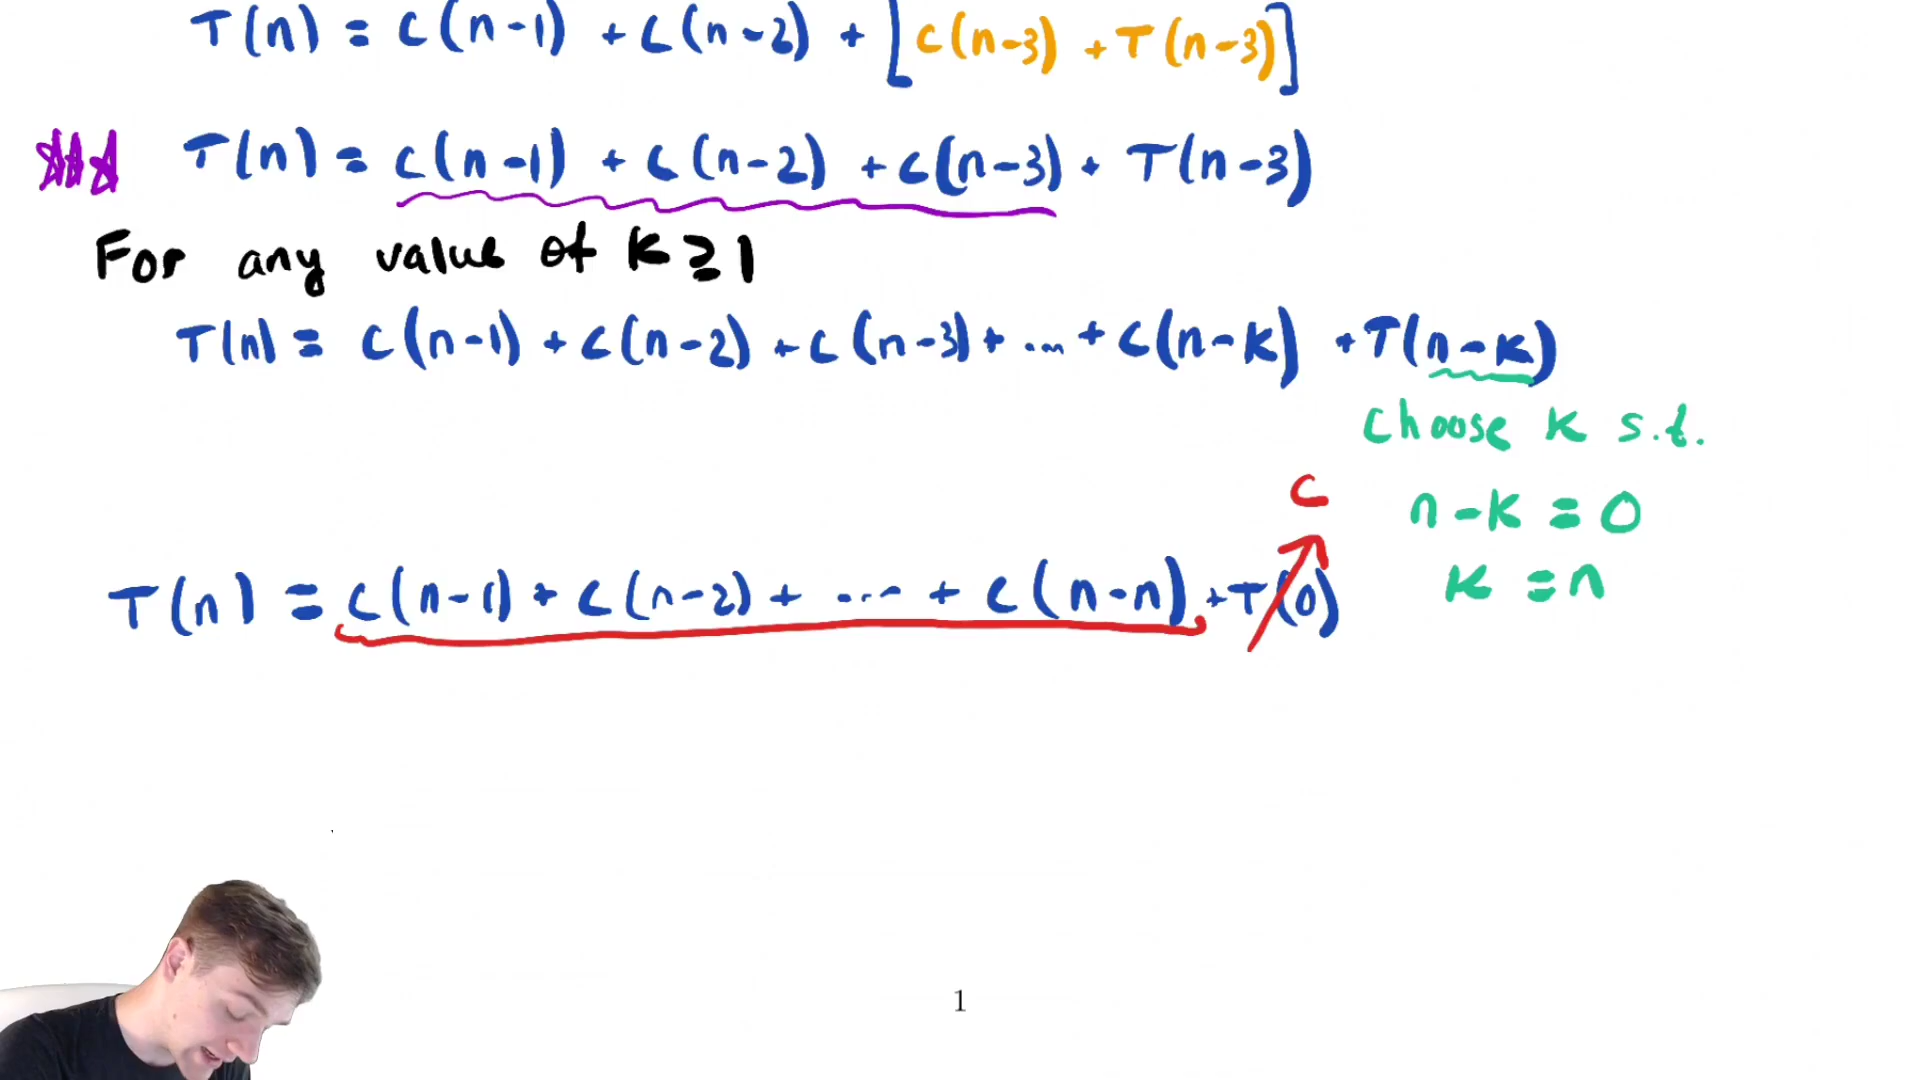 T(n) = c(n-1) + c(n-2) + [c(n-3) + T(n-3)]
T(n) = c(n-1) + c(n-2) + c(n-3) + T(n-3)
For any value of k ≥ 1
T(n) = c(n-1) + c(n-2) + c(n-3) + ... + c(n-k) + T(n-k)
choose k s.t.
c
n-k = 0
k = n
T(n) = c(n-1) + c(n-2) + ... + c(n-n) + T(0)
1